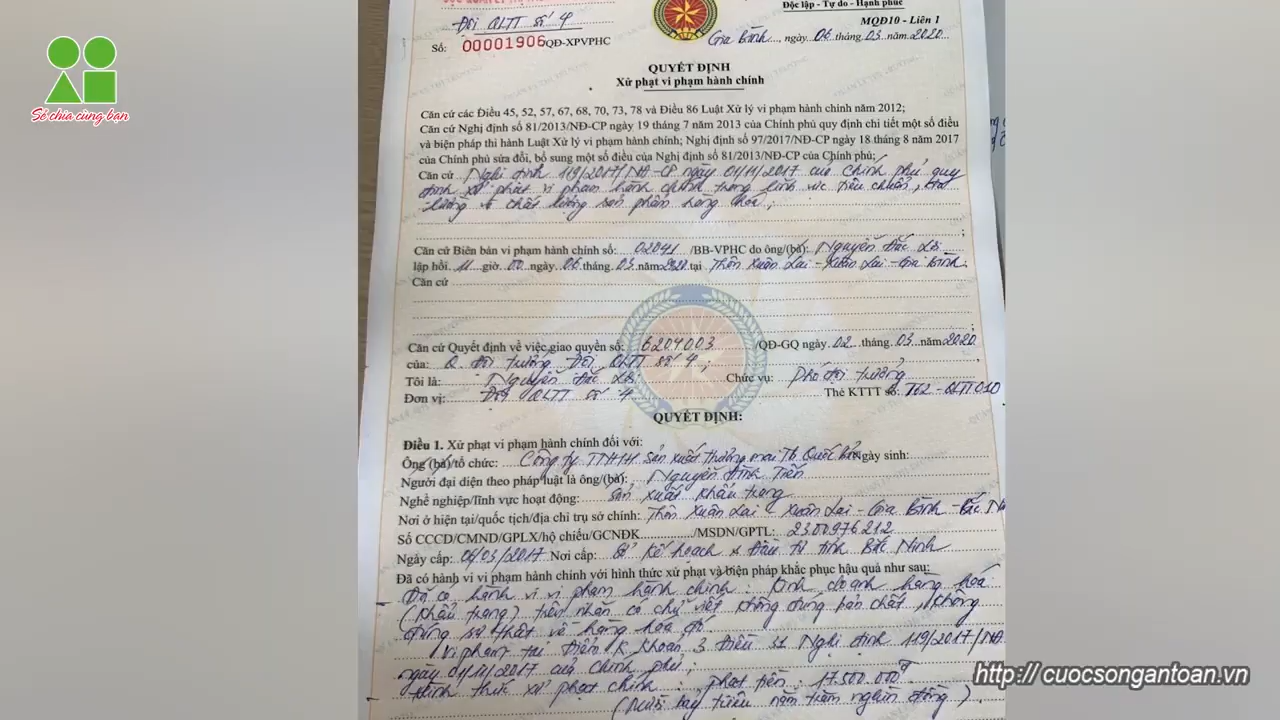 Độc lập - Tự do - Hạnh phúc
Đội QLTT số 4
MQĐ10 - Liên 1
Số: 00001906 QĐ-XPVPHC
Gia Bình, ngày 06 tháng 03 năm 2020
QUYẾT ĐỊNH
Xử phạt vi phạm hành chính
Sẻ chia cùng bạn
Căn cứ các Điều 45, 52, 57, 67, 68, 70, 73, 78 và Điều 86 Luật Xử lý vi phạm hành chính năm 2012;
Căn cứ Nghị định số 81/2013/NĐ-CP ngày 19 tháng 7 năm 2013 của Chính phủ quy định chi tiết một số điều
và biện pháp thi hành Luật Xử lý vi phạm hành chính; Nghị định số 97/2017/NĐ-CP ngày 18 tháng 8 năm 2017
của Chính phủ sửa đổi, bổ sung một số điều của Nghị định số 81/2013/NĐ-CP của Chính phủ;
Căn cứ Nghị định 119/2017/NĐ-CP ngày 01/11/2017 của Chính phủ quy
định xử phạt vi phạm hành chính trong lĩnh vực tiêu chuẩn, đo
lường và chất lượng sản phẩm hàng hóa;
Căn cứ Biên bản vi phạm hành chính số: 02041 /BB-VPHC do ông/(bà): Nguyễn Đắc Lợi
lập hồi 11 giờ 00 ngày 06 tháng 03 năm 2020 tại Thôn Xuân Lai - Xuân Lai - Gia Bình
Căn cứ
Căn cứ Quyết định về việc giao quyền số: 6204003 /QĐ-GQ ngày 02 tháng 03 năm 2020
của: Q. Đội trưởng Đội QLTT số 4;
Tôi là: Nguyễn Đắc Lợi Chức vụ: Phó đội trưởng
Đơn vị: Đội QLTT số 4 Thẻ KTTT số: T62 - QLTT010
QUYẾT ĐỊNH:
Điều 1. Xử phạt vi phạm hành chính đối với:
Ông (bà)/tổ chức: Công ty TNHH sản xuất thương mại Tb Quốc Bảo Ngày sinh:
Người đại diện theo pháp luật là ông/(bà): Nguyễn Đình Tiến
Nghề nghiệp/lĩnh vực hoạt động: Sản xuất khẩu trang
Nơi ở hiện tại/quốc tịch/địa chỉ trụ sở chính: Thôn Xuân Lai - Xuân Lai - Gia Bình - Bắc
Số CCCD/CMND/GPLX/hộ chiếu/GCNĐK /MSDN/GPTL: 2300976212
Ngày cấp: 06/03/2017 Nơi cấp: Sở Kế hoạch & Đầu tư tỉnh Bắc Ninh
Đã có hành vi vi phạm hành chính với hình thức xử phạt và biện pháp khắc phục hậu quả như sau:
Đã có hành vi vi phạm hành chính: Kinh doanh hàng hóa
(Khẩu trang) trên nhãn có chữ viết không đúng bản chất, không
đúng sự thật về hàng hóa đó.
Vi phạm tại điểm k khoản 3 Điều 31 Nghị định 119/2017/NĐ
ngày 01/11/2017 của Chính phủ;
Hình thức xử phạt chính: phạt tiền: 17.500.000đ
(Mười bảy triệu năm trăm nghìn đồng)
http:// cuocsongantoan.vn